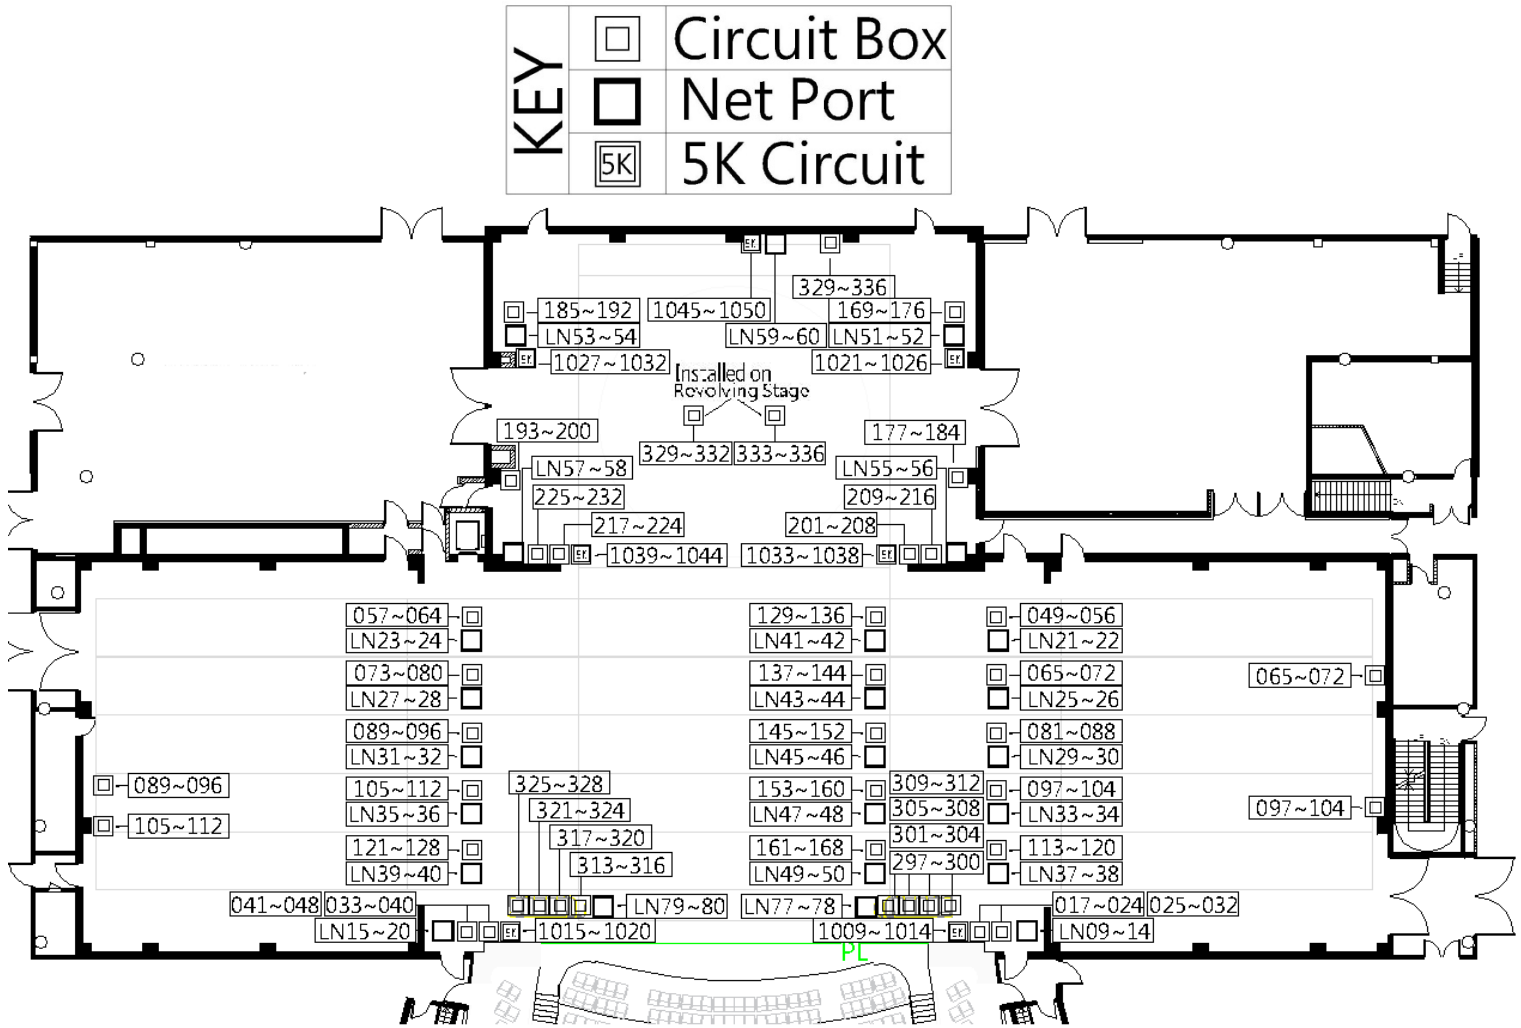 KEY
Circuit Box
Net Port
5K
5K Circuit
5K
329~336
185~192
1045~1050
169~176
LN53~54
LN59~60
LN51~52
5K
1027~1032
1021~1026
5K
Installed on
Revolving Stage
193~200
177~184
329~332
333~336
LN57~58
LN55~56
225~232
209~216
217~224
201~208
5K
1039~1044
1033~1038
5K
057~064
129~136
049~056
LN23~24
LN41~42
LN21~22
073~080
137~144
065~072
065~072
LN27~28
LN43~44
LN25~26
089~096
145~152
081~088
LN31~32
LN45~46
LN29~30
089~096
325~328
309~312
105~112
153~160
097~104
321~324
305~308
097~104
LN35~36
LN47~48
LN33~34
105~112
317~320
301~304
121~128
161~168
113~120
313~316
297~300
LN39~40
LN49~50
LN37~38
041~048
033~040
LN79~80
LN77~78
017~024
025~032
LN15~20
5K
1015~1020
1009~1014
5K
LN09~14
PL